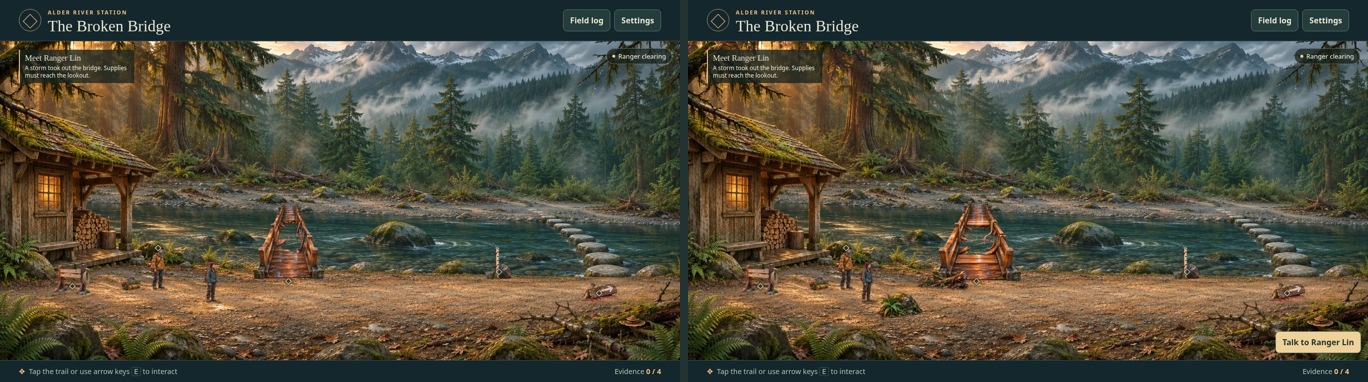 ALDER RIVER STATION
The Broken Bridge
Field log
Settings
Meet Ranger Lin
A storm took out the bridge. Supplies
must reach the lookout.
Ranger clearing
Tap the trail or use arrow keys E to interact
Evidence 0 / 4
ALDER RIVER STATION
The Broken Bridge
Field log
Settings
Meet Ranger Lin
A storm took out the bridge. Supplies
must reach the lookout.
Ranger clearing
Talk to Ranger Lin
Tap the trail or use arrow keys E to interact
Evidence 0 / 4